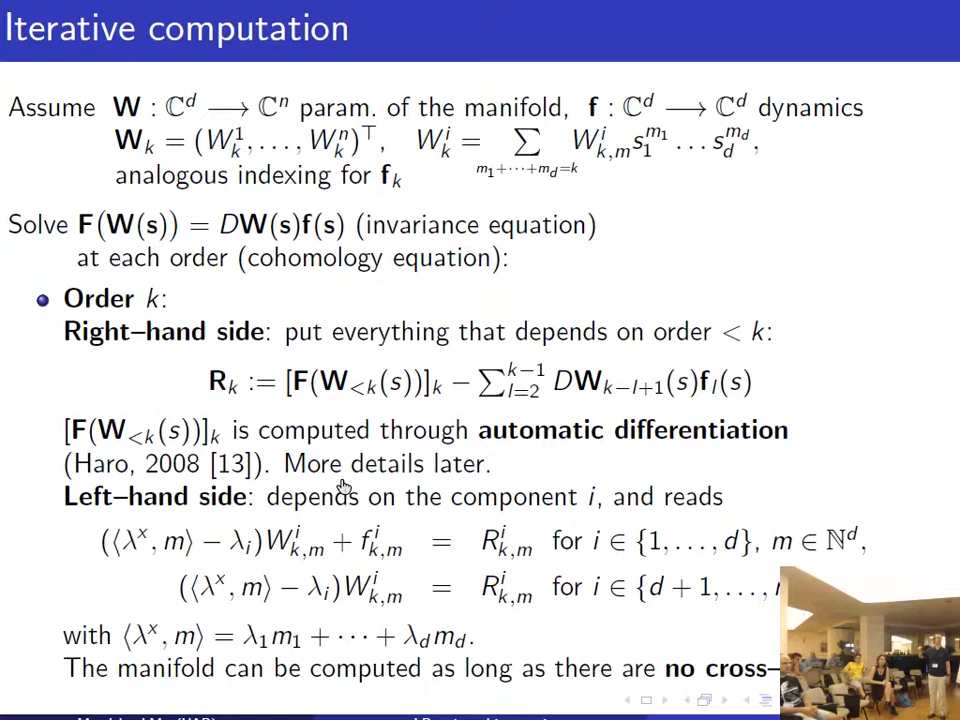 Iterative computation
Assume W : ℂ^d ⟶ ℂ^n param. of the manifold, f : ℂ^d ⟶ ℂ^d dynamics
W_k = (W_k^1, …, W_k^n)^⊤, W_k^i = ∑_{m_1+⋯+m_d=k} W_{k,m}^i s_1^{m_1} … s_d^{m_d},
analogous indexing for f_k
Solve F(W(s)) = DW(s)f(s) (invariance equation)
at each order (cohomology equation):
Order k:
Right–hand side: put everything that depends on order < k:
R_k := [F(W_{<k}(s))]_k − ∑_{l=2}^{k−1} DW_{k−l+1}(s)f_l(s)
[F(W_{<k}(s))]_k is computed through automatic differentiation
(Haro, 2008 [13]). More details later.
Left–hand side: depends on the component i, and reads
(⟨λ^x, m⟩ − λ_i)W_{k,m}^i + f_{k,m}^i = R_{k,m}^i for i ∈ {1, …, d}, m ∈ ℕ^d,
(⟨λ^x, m⟩ − λ_i)W_{k,m}^i = R_{k,m}^i for i ∈ {d + 1, …,
with ⟨λ^x, m⟩ = λ_1 m_1 + ⋯ + λ_d m_d.
The manifold can be computed as long as there are no cross–